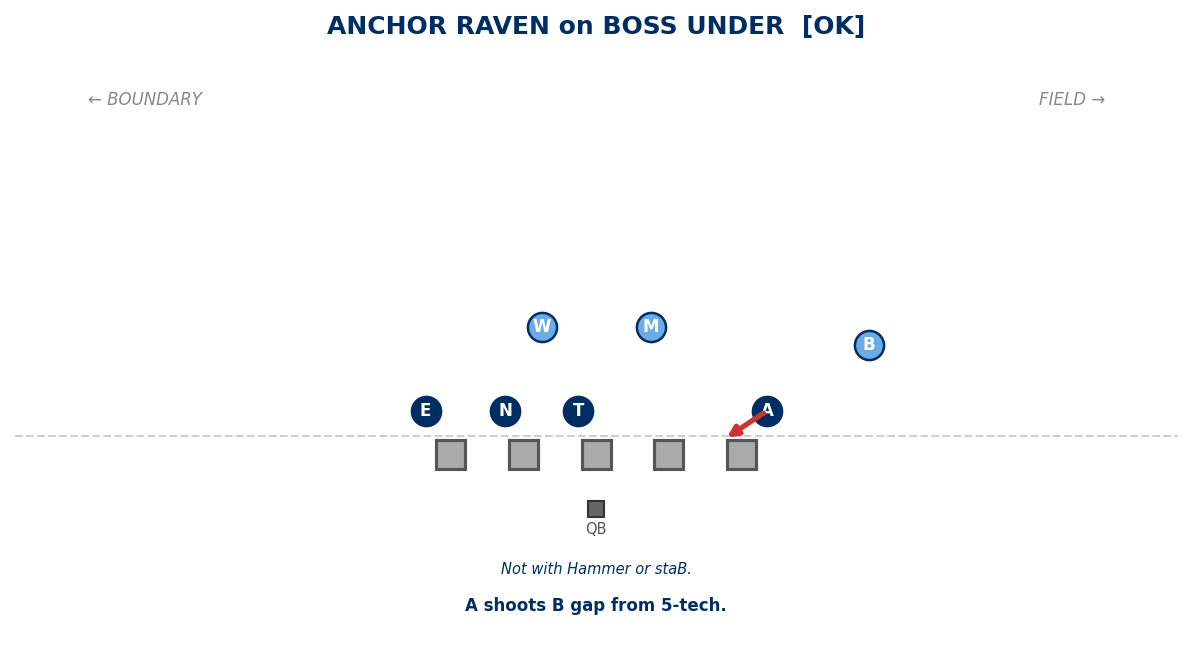 ANCHOR RAVEN on BOSS UNDER [OK]
← BOUNDARY
FIELD →
W
M
B
E
N
T
A
QB
Not with Hammer or staB.
A shoots B gap from 5-tech.